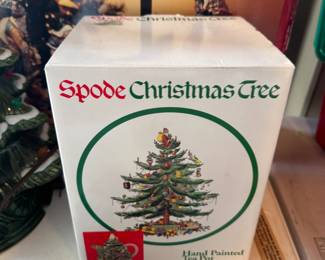 Spode Christmas Tree
Hand Painted
Tea Pot